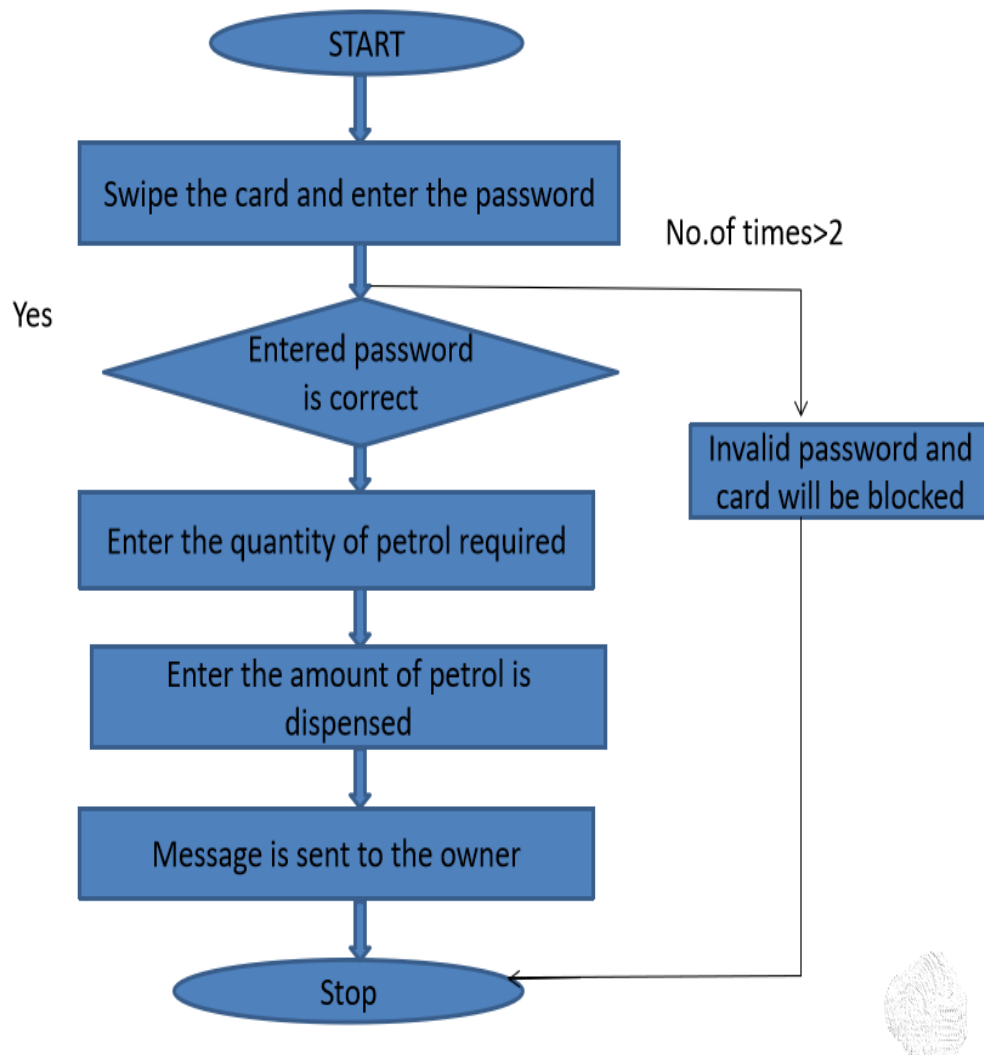 START
Swipe the card and enter the password
No.of times>2
Yes
Entered password
is correct
Invalid password and
card will be blocked
Enter the quantity of petrol required
Enter the amount of petrol is
dispensed
Message is sent to the owner
Stop